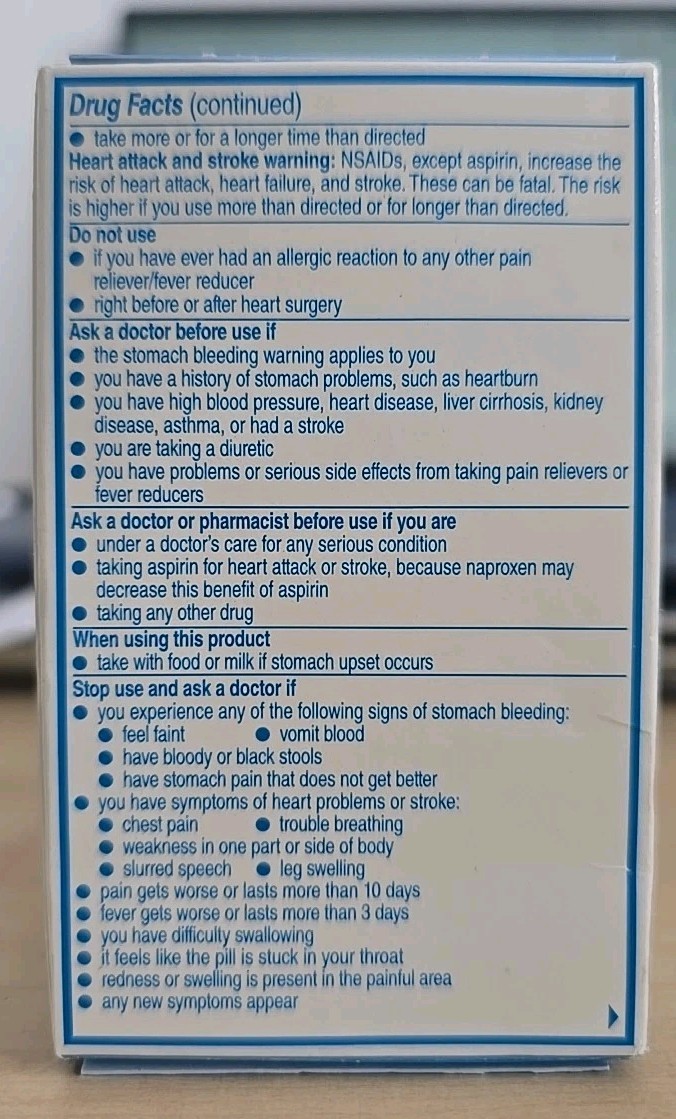 Drug Facts (continued)
● take more or for a longer time than directed
Heart attack and stroke warning: NSAIDs, except aspirin, increase the
risk of heart attack, heart failure, and stroke. These can be fatal. The risk
is higher if you use more than directed or for longer than directed.
Do not use
● if you have ever had an allergic reaction to any other pain
reliever/fever reducer
● right before or after heart surgery
Ask a doctor before use if
● the stomach bleeding warning applies to you
● you have a history of stomach problems, such as heartburn
● you have high blood pressure, heart disease, liver cirrhosis, kidney
disease, asthma, or had a stroke
● you are taking a diuretic
● you have problems or serious side effects from taking pain relievers or
fever reducers
Ask a doctor or pharmacist before use if you are
● under a doctor's care for any serious condition
● taking aspirin for heart attack or stroke, because naproxen may
decrease this benefit of aspirin
● taking any other drug
When using this product
● take with food or milk if stomach upset occurs
Stop use and ask a doctor if
● you experience any of the following signs of stomach bleeding:
● feel faint ● vomit blood
● have bloody or black stools
● have stomach pain that does not get better
● you have symptoms of heart problems or stroke:
● chest pain ● trouble breathing
● weakness in one part or side of body
● slurred speech ● leg swelling
● pain gets worse or lasts more than 10 days
● fever gets worse or lasts more than 3 days
● you have difficulty swallowing
● it feels like the pill is stuck in your throat
● redness or swelling is present in the painful area
● any new symptoms appear